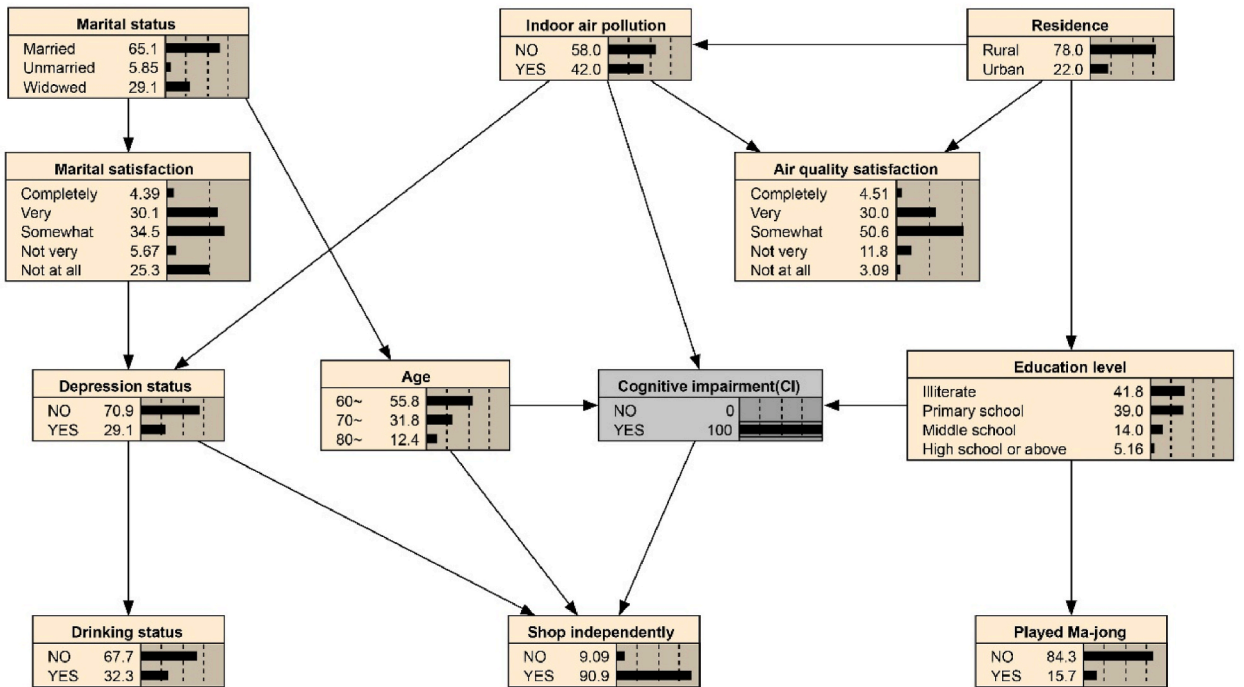 Marital status
Married 65.1
Unmarried 5.85
Widowed 29.1
Indoor air pollution
NO 58.0
YES 42.0
Residence
Rural 78.0
Urban 22.0
Marital satisfaction
Completely 4.39
Very 30.1
Somewhat 34.5
Not very 5.67
Not at all 25.3
Air quality satisfaction
Completely 4.51
Very 30.0
Somewhat 50.6
Not very 11.8
Not at all 3.09
Depression status
NO 70.9
YES 29.1
Age
60~ 55.8
70~ 31.8
80~ 12.4
Cognitive impairment(CI)
NO 0
YES 100
Education level
Illiterate 41.8
Primary school 39.0
Middle school 14.0
High school or above 5.16
Drinking status
NO 67.7
YES 32.3
Shop independently
NO 9.09
YES 90.9
Played Ma-jong
NO 84.3
YES 15.7